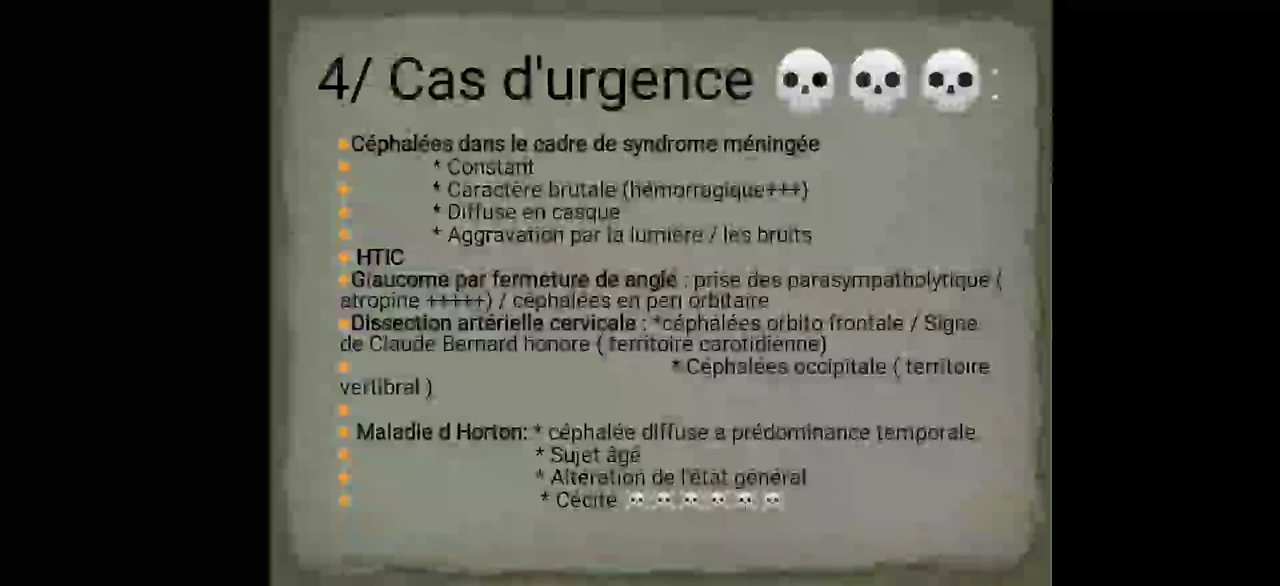 4/ Cas d'urgence 💀💀💀:
Céphalées dans le cadre de syndrome méningée
* Constant
* Caractère brutale (hémorragique+++)
* Diffuse en casque
* Aggravation par la lumière / les bruits
HTIC
Glaucome par fermeture de angle : prise des parasympatholytique (
atropine +++++) / céphalées en peri orbitaire
Dissection artérielle cervicale : *céphalées orbito frontale / Signe
de Claude Bernard honore ( territoire carotidienne)
* Céphalées occipitale ( territoire
vertibral )
Maladie d Horton: * céphalée diffuse a prédominance temporale
* Sujet âgé
* Altération de l'état général
* Cécite 💀💀💀💀💀💀